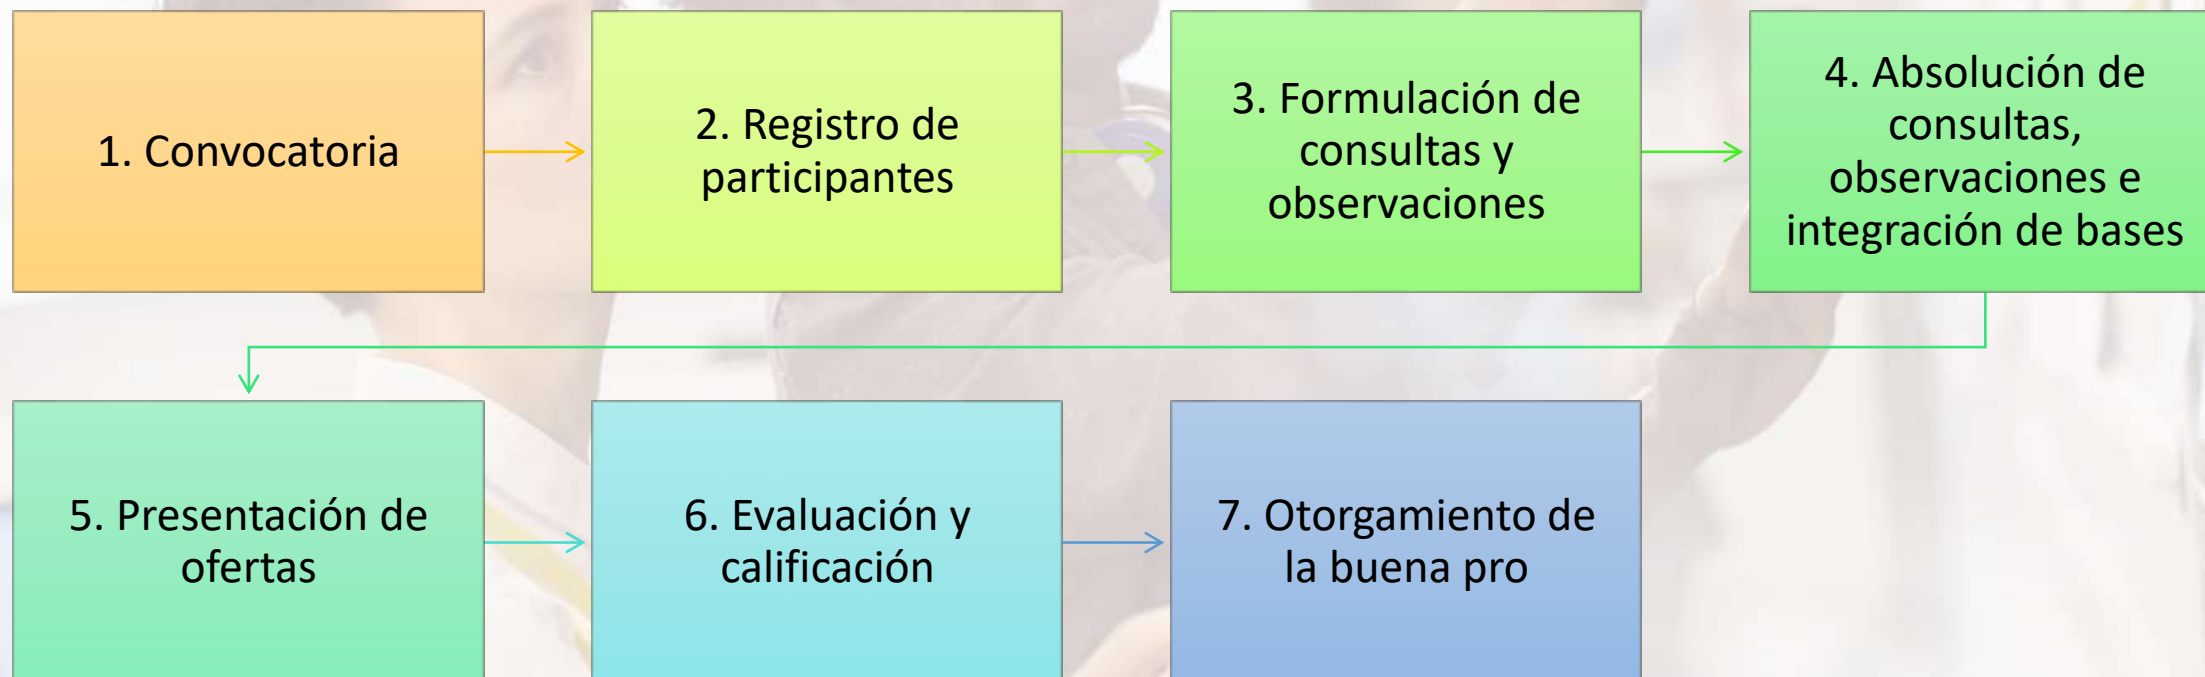 1. Convocatoria
2. Registro de
participantes
3. Formulación de
consultas y
observaciones
4. Absolución de
consultas,
observaciones e
integración de bases
5. Presentación de
ofertas
6. Evaluación y
calificación
7. Otorgamiento de
la buena pro